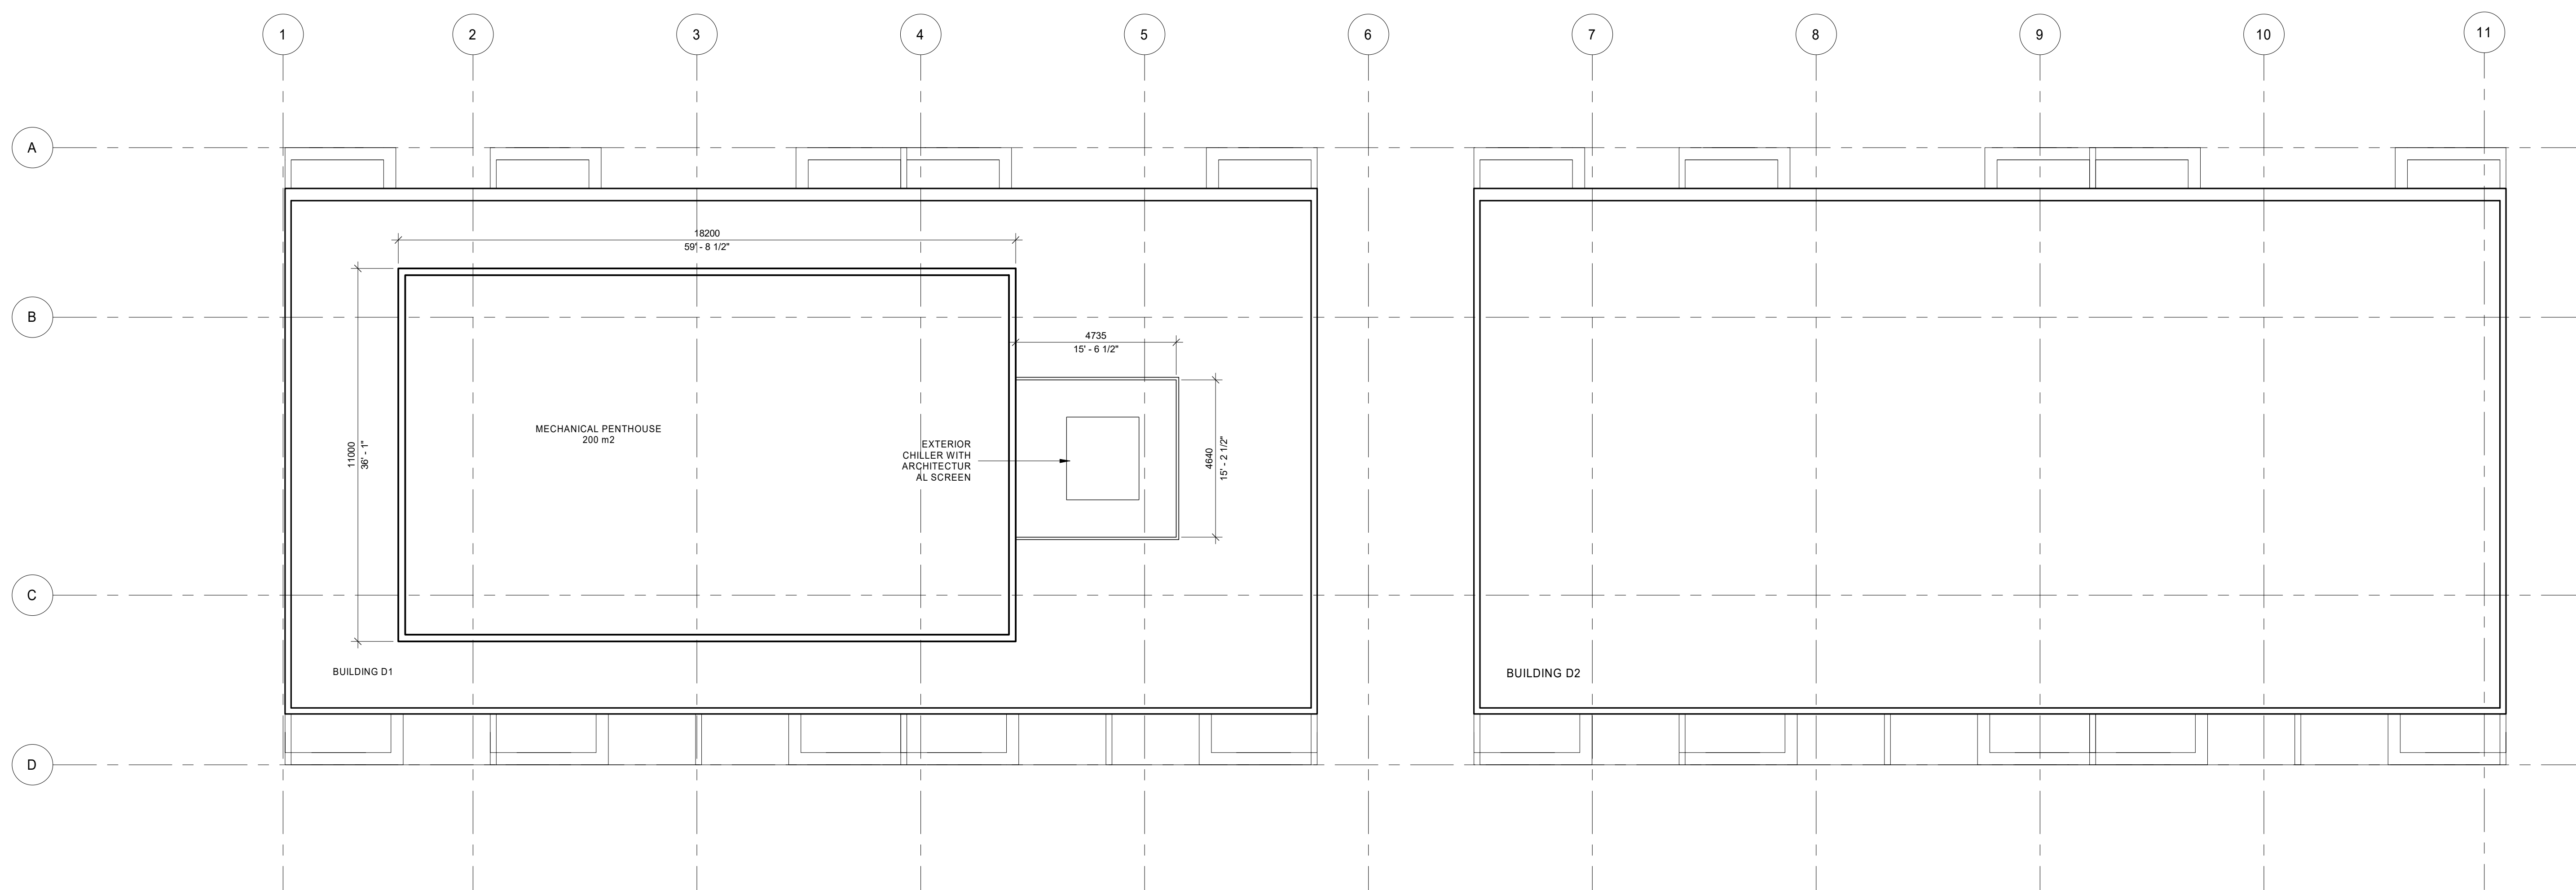 1
2
3
4
5
6
7
8
9
10
11
A
18200
59' - 8 1/2"
B
4735
15' - 6 1/2"
MECHANICAL PENTHOUSE
200 m2
11000
36' - 1"
EXTERIOR
CHILLER WITH
ARCHITECTUR
AL SCREEN
4640
15' - 2 1/2"
C
BUILDING D1
BUILDING D2
D